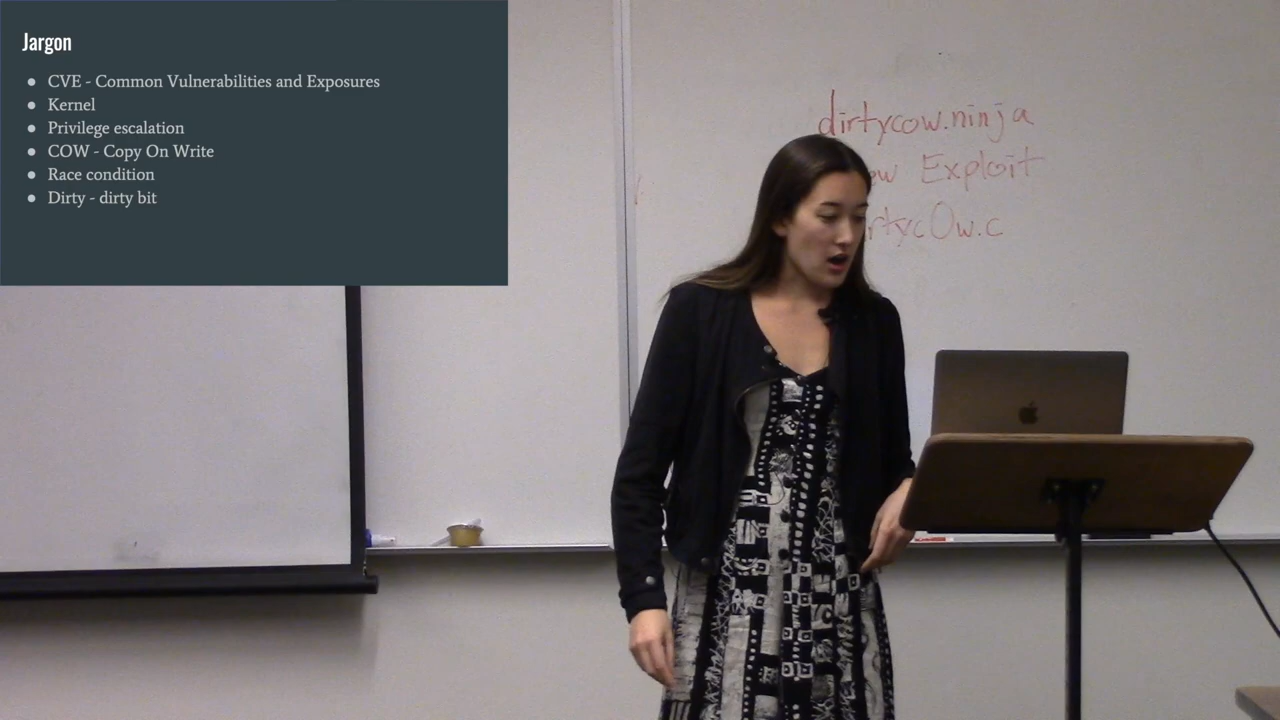 Jargon
CVE - Common Vulnerabilities and Exposures
Kernel
Privilege escalation
COW - Copy On Write
Race condition
Dirty - dirty bit
dirtycow.ninja
Exploit